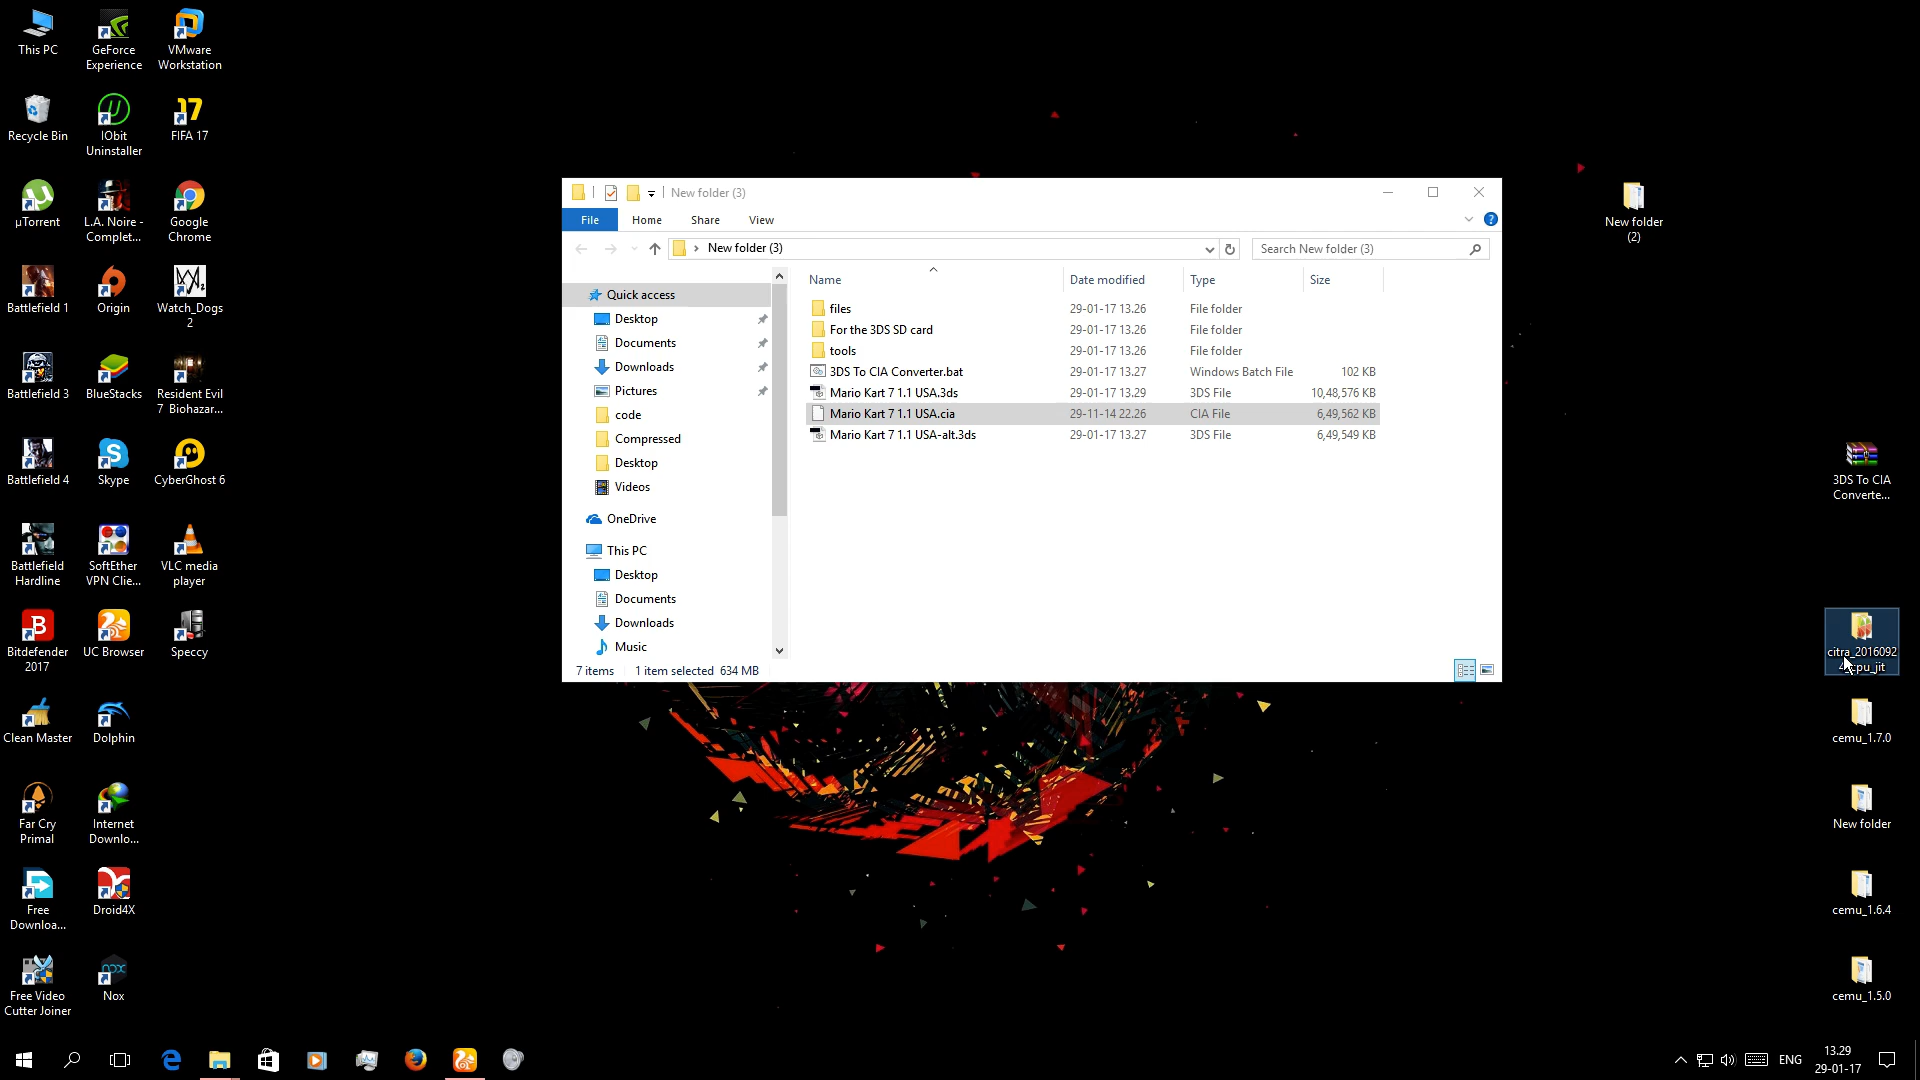 This PC
GeForce
Experience
VMware
Workstation
Recycle Bin
IObit
Uninstaller
FIFA 17
µTorrent
L.A. Noire -
Complet...
Google
Chrome
Battlefield 1
Origin
Watch_Dogs
2
Battlefield 3
BlueStacks
Resident Evil
7 Biohazar...
Battlefield 4
Skype
CyberGhost 6
Battlefield
Hardline
SoftEther
VPN Clie...
VLC media
player
Bitdefender
2017
UC Browser
Speccy
Clean Master
Dolphin
Far Cry
Primal
Internet
Downlo...
Free
Downloa...
Droid4X
Free Video
Cutter Joiner
Nox
New folder (3)
File
Home
Share
View
New folder (3)
Search New folder (3)
Name
Date modified
Type
Size
Quick access
Desktop
Documents
Downloads
Pictures
code
Compressed
Desktop
Videos
OneDrive
This PC
Desktop
Documents
Downloads
Music
files 29-01-17 13.26 File folder
For the 3DS SD card 29-01-17 13.26 File folder
tools 29-01-17 13.26 File folder
3DS To CIA Converter.bat 29-01-17 13.27 Windows Batch File 102 KB
Mario Kart 7 1.1 USA.3ds 29-01-17 13.29 3DS File 10,48,576 KB
Mario Kart 7 1.1 USA.cia 29-11-14 22.26 CIA File 6,49,562 KB
Mario Kart 7 1.1 USA-alt.3ds 29-01-17 13.27 3DS File 6,49,549 KB
7 items
1 item selected 634 MB
New folder
(2)
3DS To CIA
Converte...
citra_2016092
cpu_jit
cemu_1.7.0
New folder
cemu_1.6.4
cemu_1.5.0
ENG
13.29
29-01-17